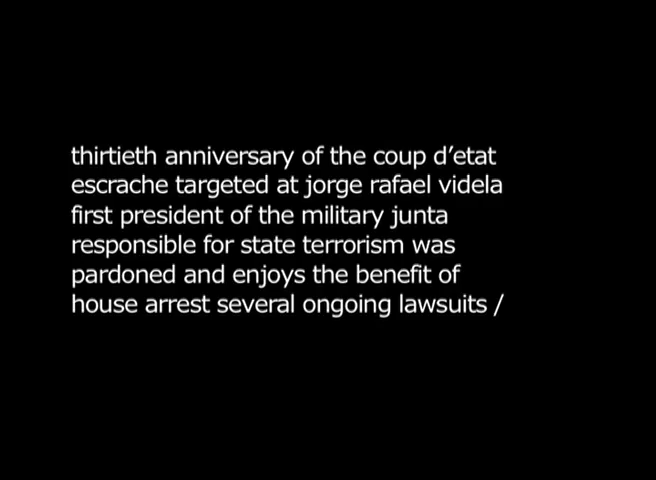 thirtieth anniversary of the coup d’etat
escrache targeted at jorge rafael videla
first president of the military junta
responsible for state terrorism was
pardoned and enjoys the benefit of
house arrest several ongoing lawsuits /